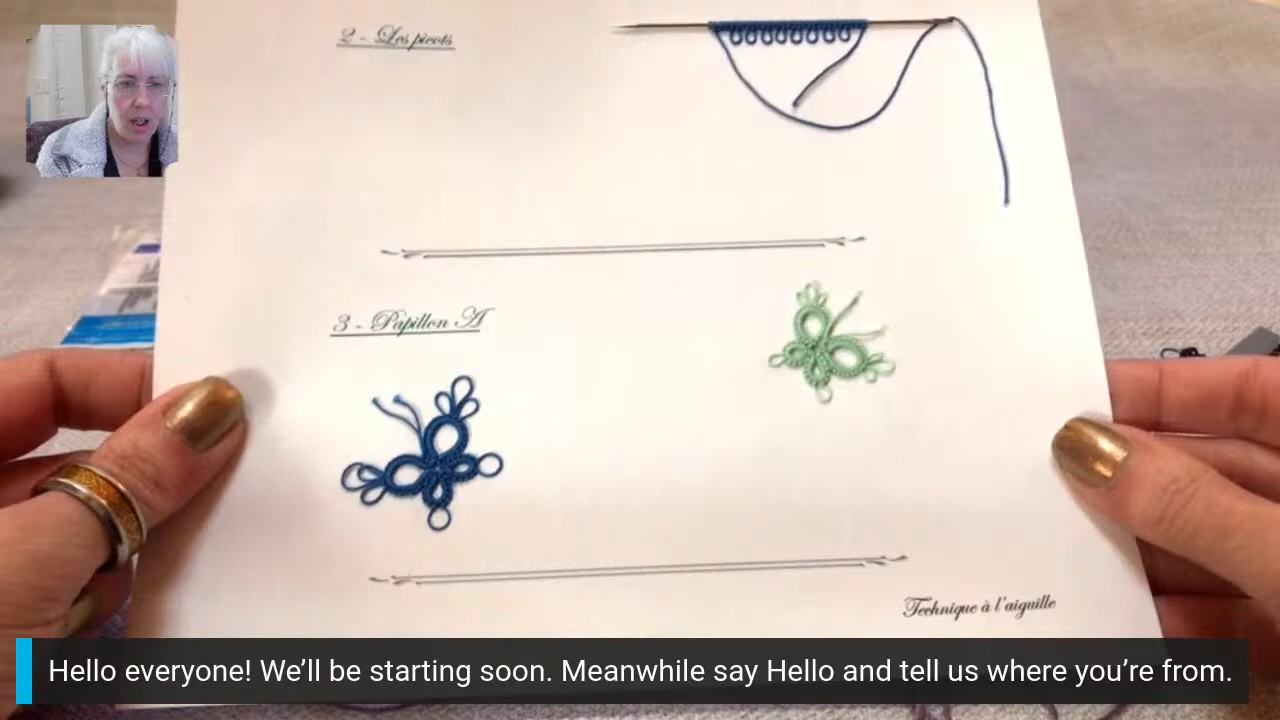 2 - Les picots
3 - Papillon A
Technique à l'aiguille
Hello everyone! We’ll be starting soon. Meanwhile say Hello and tell us where you’re from.